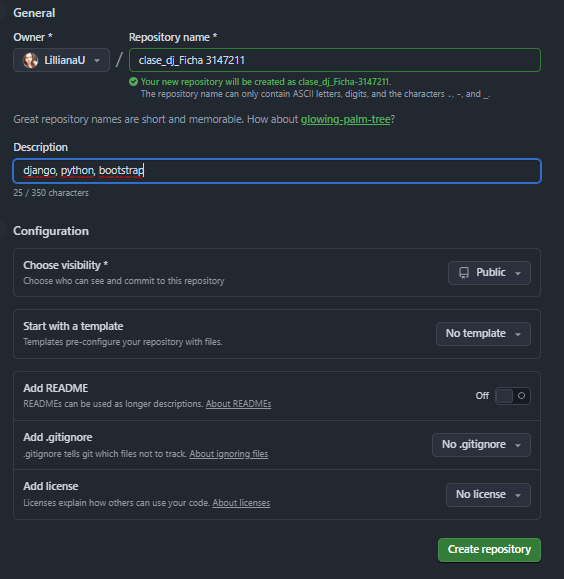 General
Owner *
Repository name *
LillianaU
/
clase_dj_Ficha 3147211
Your new repository will be created as clase_dj_Ficha-3147211.
The repository name can only contain ASCII letters, digits, and the characters ., -, and _.
Great repository names are short and memorable. How about glowing-palm-tree?
Description
django, python, bootstrap
25 / 350 characters
Configuration
Choose visibility *
Choose who can see and commit to this repository
Public
Start with a template
Templates pre-configure your repository with files.
No template
Add README
READMEs can be used as longer descriptions. About READMEs
Off
Add .gitignore
.gitignore tells git which files not to track. About ignoring files
No .gitignore
Add license
Licenses explain how others can use your code. About licenses
No license
Create repository